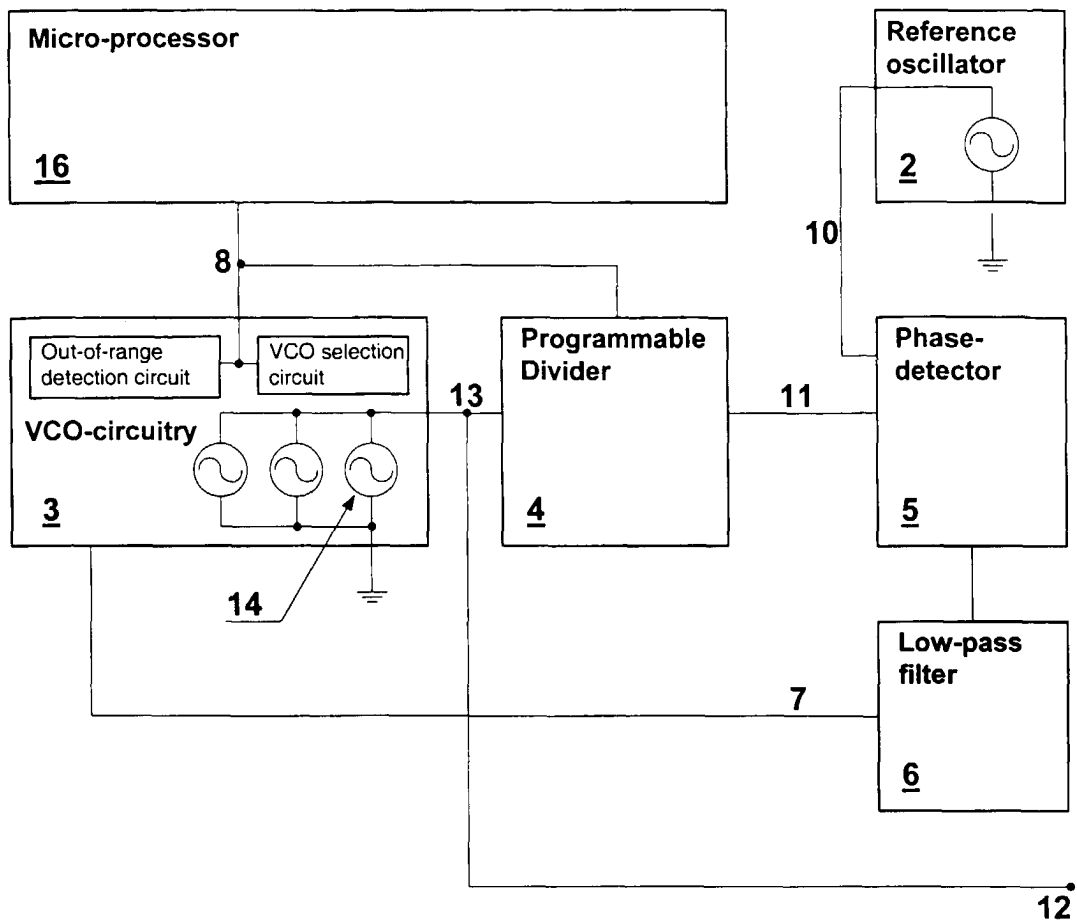 Micro-processor
16
Reference
oscillator
2
10
8
Out-of-range
detection circuit
VCO selection
circuit
VCO-circuitry
3
14
13
Programmable
Divider
4
11
Phase-
detector
5
Low-pass
filter
6
7
12